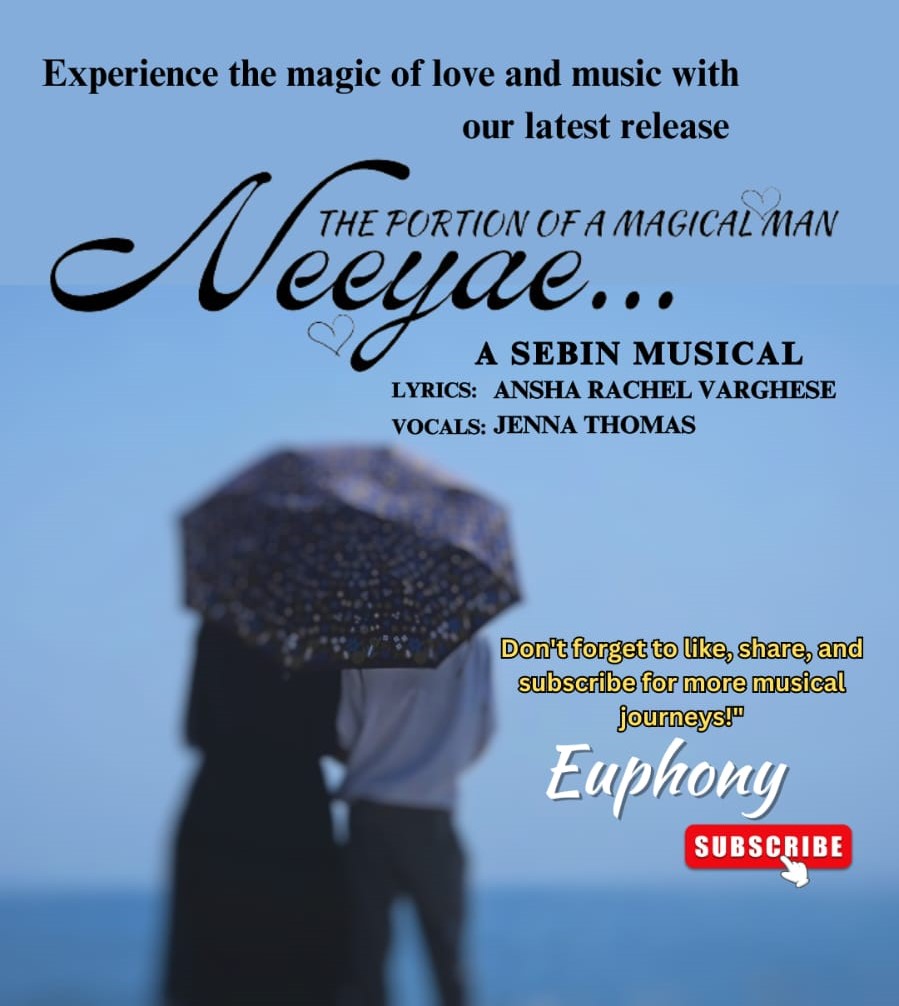 Experience the magic of love and music with
our latest release
THE PORTION OF A MAGICAL MAN
Neeyae...
A SEBIN MUSICAL
LYRICS: ANSHA RACHEL VARGHESE
VOCALS: JENNA THOMAS
Don't forget to like, share, and
subscribe for more musical
journeys!"
Euphony
SUBSCRIBE